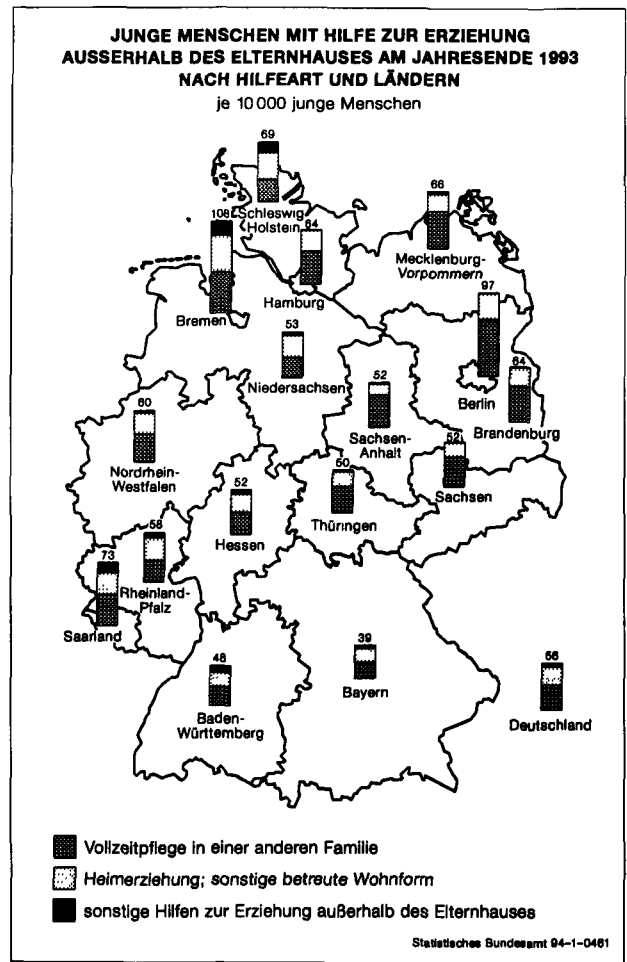 JUNGE MENSCHEN MIT HILFE ZUR ERZIEHUNG
AUSSERHALB DES ELTERNHAUSES AM JAHRESENDE 1993
NACH HILFEART UND LÄNDERN
je 10 000 junge Menschen
69
Schleswig-
Holstein
66
Mecklenburg-
Vorpommern
108
Bremen
64
Hamburg
97
Berlin
53
Niedersachsen
64
Brandenburg
52
Sachsen-
Anhalt
60
Nordrhein-
Westfalen
52
Sachsen
52
Hessen
50
Thüringen
58
Rheinland-
Pfalz
73
Saarland
48
Baden-
Württemberg
39
Bayern
56
Deutschland
Vollzeitpflege in einer anderen Familie
Heimerziehung; sonstige betreute Wohnform
sonstige Hilfen zur Erziehung außerhalb des Elternhauses
Statistisches Bundesamt 94-1-0461